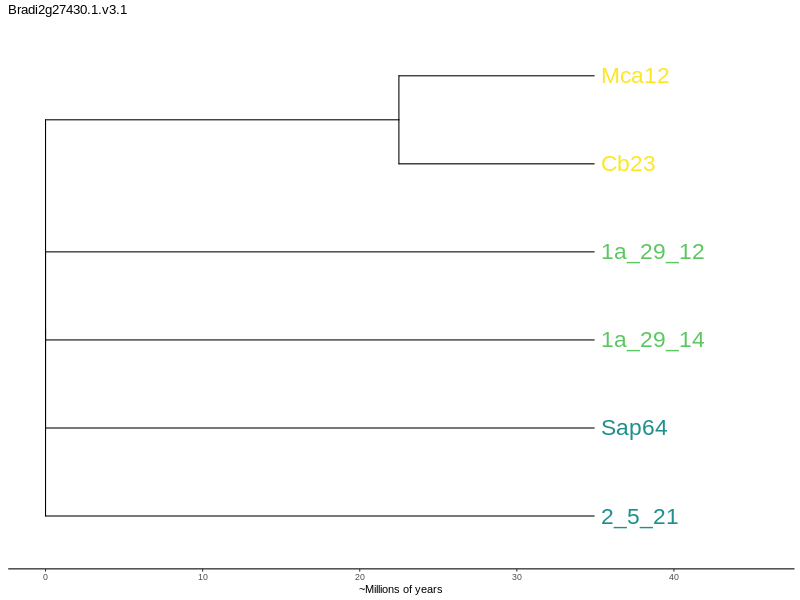 Bradi2g27430.1.v3.1
Mca12
Cb23
1a_29_12
1a_29_14
Sap64
2_5_21
0 10 20 30 40
~Millions of years